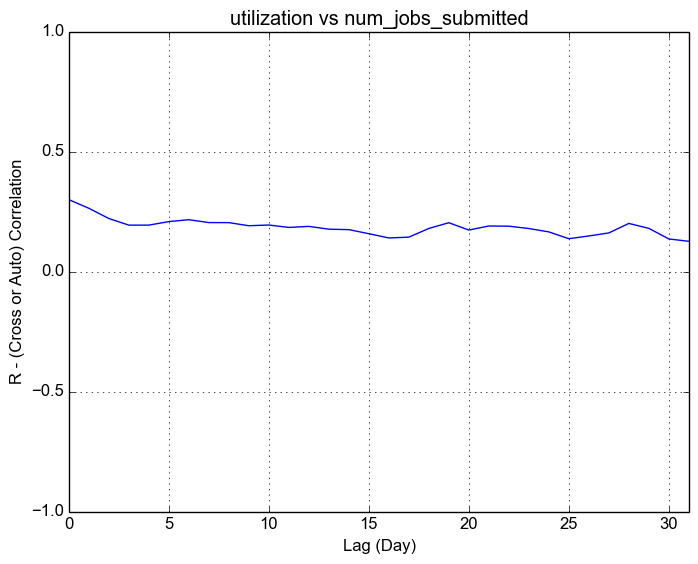 utilization vs num_jobs_submitted
1.0
0.5
0.0
−0.5
−1.0
R - (Cross or Auto) Correlation
0 5 10 15 20 25 30
Lag (Day)